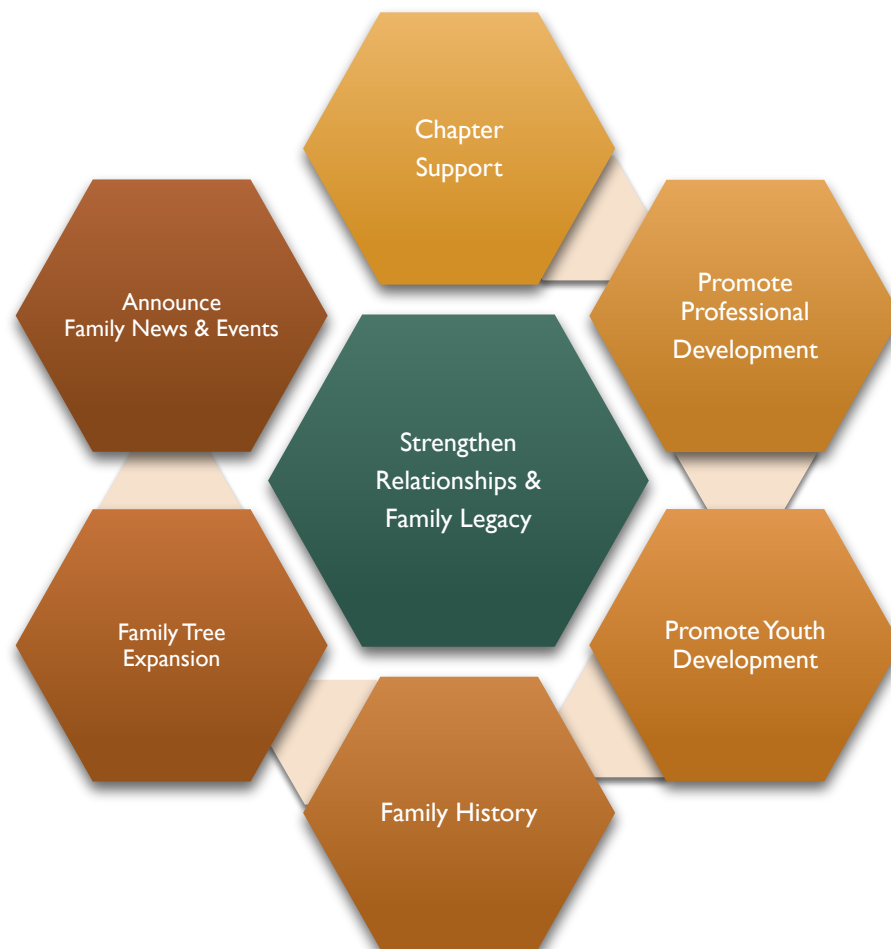 Chapter
Support
Promote
Professional
Development
Announce
Family News & Events
Strengthen
Relationships &
Family Legacy
Promote Youth
Development
Family Tree
Expansion
Family History